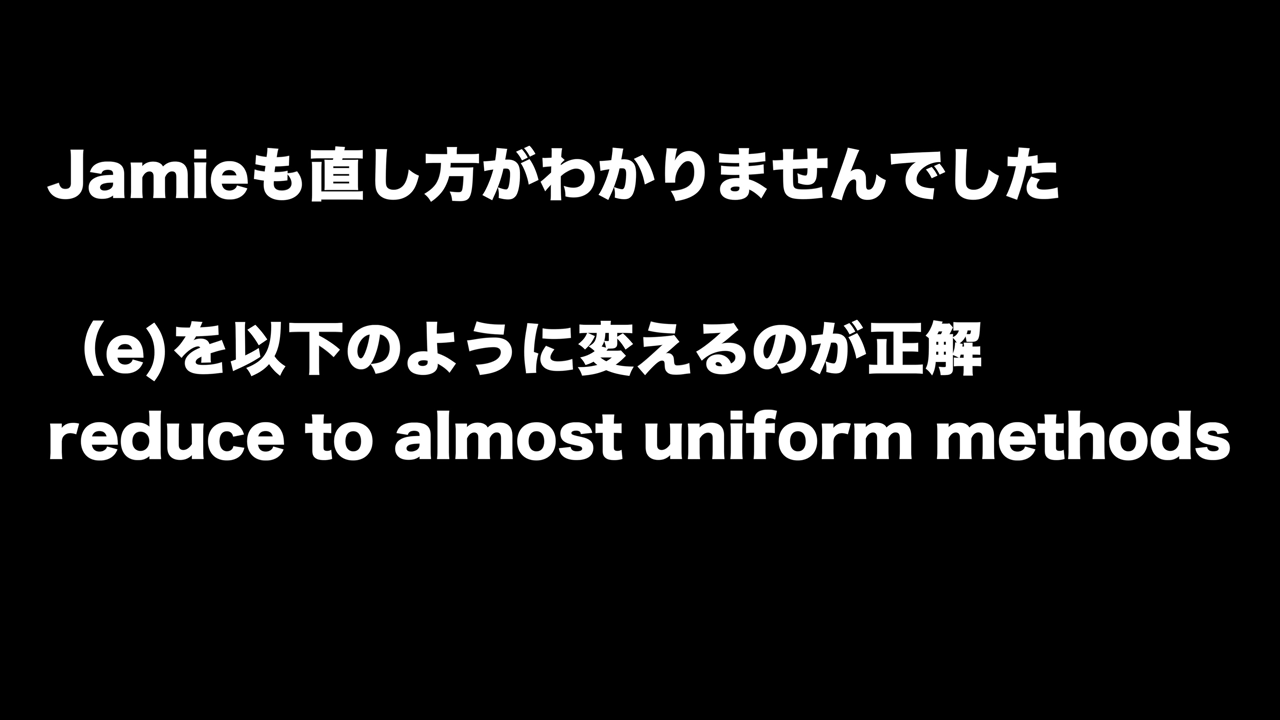 Jamieも直し方がわかりませんでした
（e)を以下のように変えるのが正解
reduce to almost uniform methods